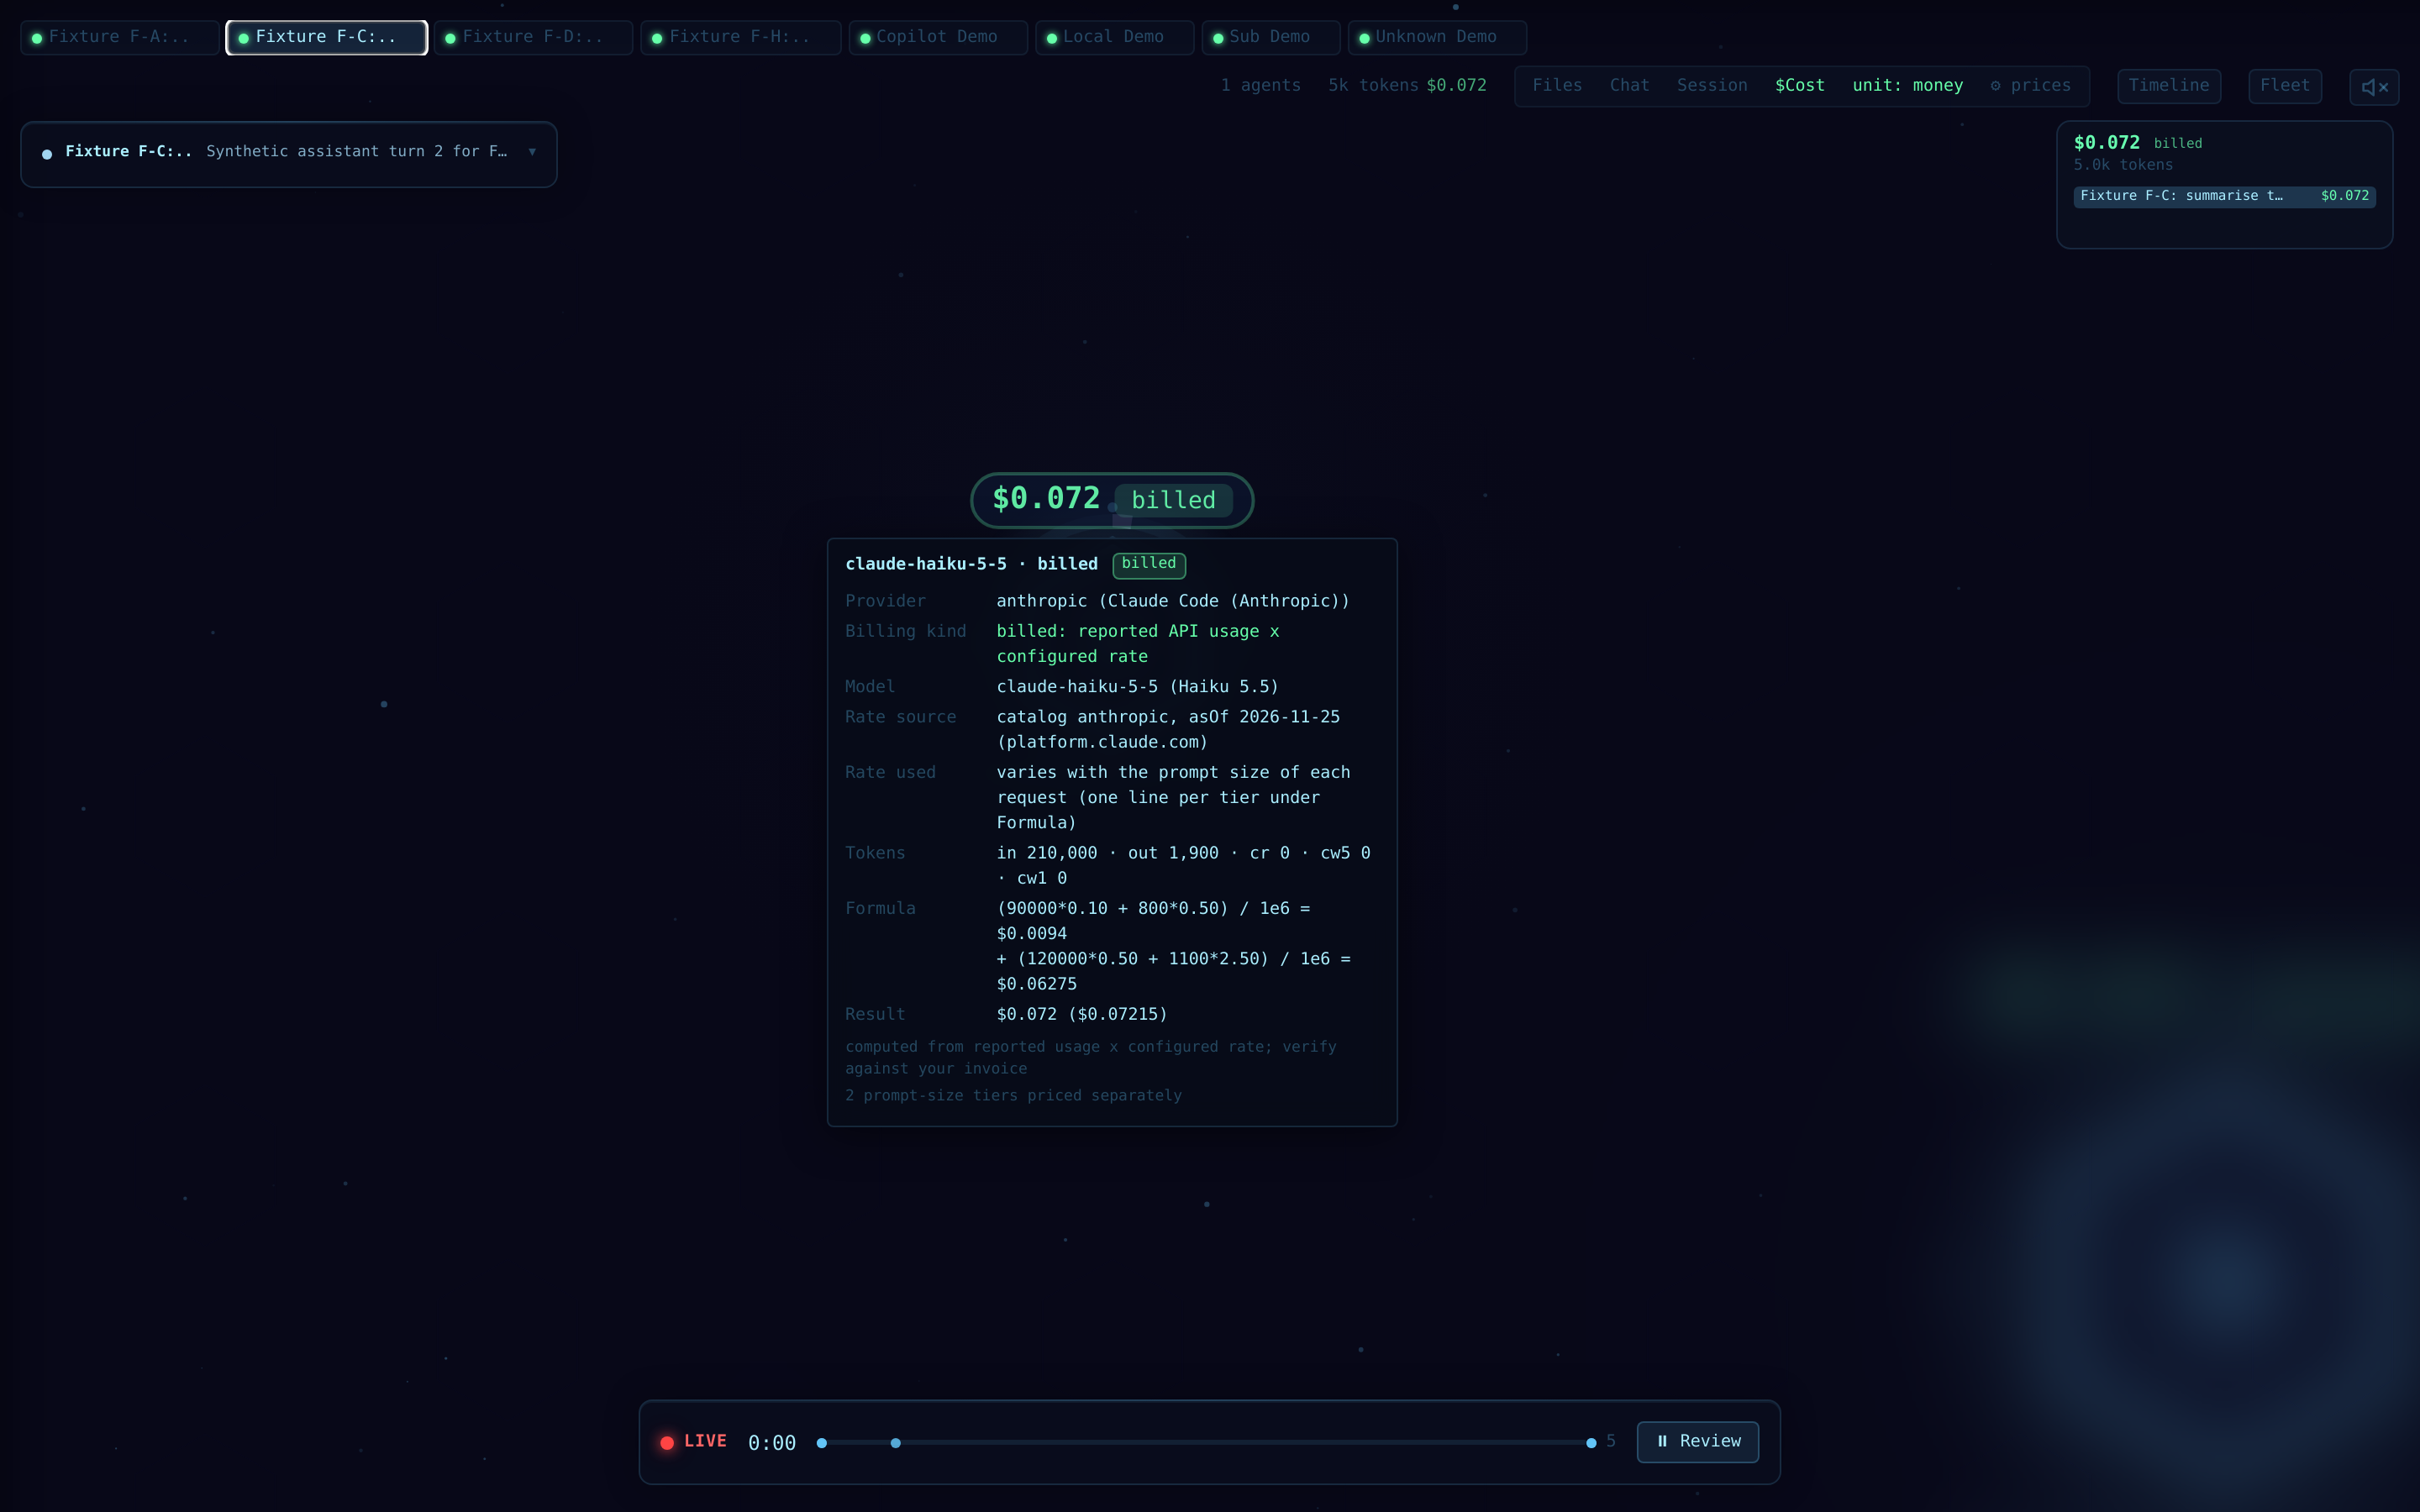 Fixture F-A:..
Fixture F-C:..
Fixture F-D:..
Fixture F-H:..
Copilot Demo
Local Demo
Sub Demo
Unknown Demo
1 agents 5k tokens $0.072
Files Chat Session $Cost unit: money ⚙ prices
Timeline
Fleet
Fixture F-C:.. Synthetic assistant turn 2 for F… ▼
$0.072 billed
5.0k tokens
Fixture F-C: summarise t… $0.072
$0.072 billed
claude-haiku-5-5 · billed billed
Provider anthropic (Claude Code (Anthropic))
Billing kind billed: reported API usage x
configured rate
Model claude-haiku-5-5 (Haiku 5.5)
Rate source catalog anthropic, asOf 2026-11-25
(platform.claude.com)
Rate used varies with the prompt size of each
request (one line per tier under
Formula)
Tokens in 210,000 · out 1,900 · cr 0 · cw5 0
· cw1 0
Formula (90000*0.10 + 800*0.50) / 1e6 =
$0.0094
+ (120000*0.50 + 1100*2.50) / 1e6 =
$0.06275
Result $0.072 ($0.07215)
computed from reported usage x configured rate; verify
against your invoice
2 prompt-size tiers priced separately
LIVE 0:00 5 Review